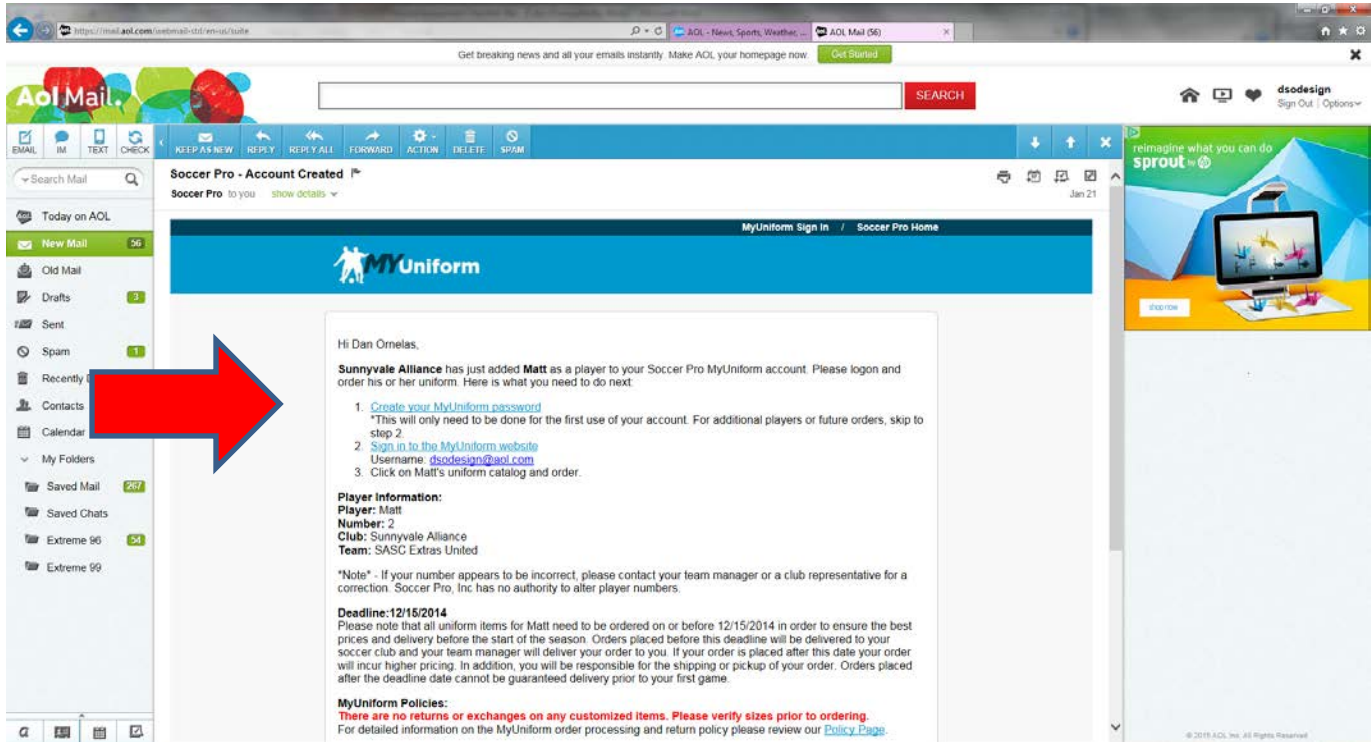 https://mail.aol.com/webmail-std/en-us/suite
AOL - News, Sports, Weather, ...
AOL Mail (56)
Get breaking news and all your emails instantly. Make AOL your homepage now.
Get Started
Aol Mail.
SEARCH
dsodesign
Sign Out | Options
EMAIL IM TEXT CHECK
KEEP AS NEW REPLY REPLY ALL FORWARD ACTION DELETE SPAM
Search Mail
Today on AOL
New Mail 56
Old Mail
Drafts 3
Sent
Spam 1
Recently
Contacts
Calendar
My Folders
Saved Mail 267
Saved Chats
Extreme 96 54
Extreme 99
Soccer Pro - Account Created
Soccer Pro to you show details
Jan 21
MyUniform Sign In / Soccer Pro Home
MYUniform
Hi Dan Ornelas,
Sunnyvale Alliance has just added Matt as a player to your Soccer Pro MyUniform account. Please logon and
order his or her uniform. Here is what you need to do next:
1. Create your MyUniform password
*This will only need to be done for the first use of your account. For additional players or future orders, skip to
step 2.
2. Sign in to the MyUniform website
Username: dsodesign@aol.com
3. Click on Matt's uniform catalog and order.
Player Information:
Player: Matt
Number: 2
Club: Sunnyvale Alliance
Team: SASC Extras United
*Note* - If your number appears to be incorrect, please contact your team manager or a club representative for a
correction. Soccer Pro, Inc has no authority to alter player numbers.
Deadline:12/15/2014
Please note that all uniform items for Matt need to be ordered on or before 12/15/2014 in order to ensure the best
prices and delivery before the start of the season. Orders placed before this deadline will be delivered to your
soccer club and your team manager will deliver your order to you. If your order is placed after this date your order
will incur higher pricing. In addition, you will be responsible for the shipping or pickup of your order. Orders placed
after the deadline date cannot be guaranteed delivery prior to your first game.
MyUniform Policies:
There are no returns or exchanges on any customized items. Please verify sizes prior to ordering.
For detailed information on the MyUniform order processing and return policy please review our Policy Page.
reimagine what you can do
sprout by hp
shop now
© 2015 AOL Inc. All Rights Reserved